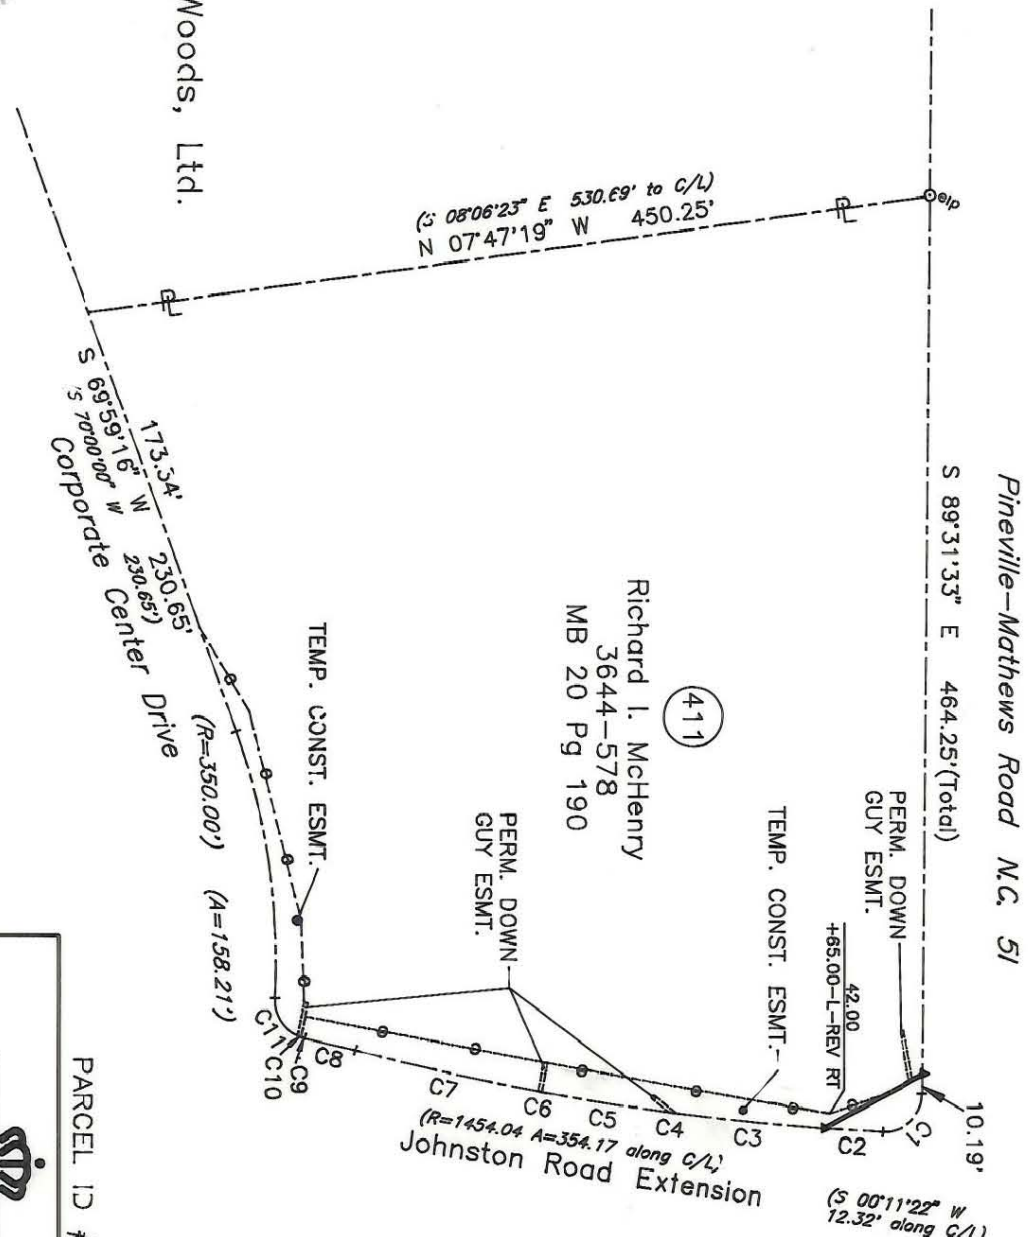 Pineville–Mathews Road N.C. 51
S 89°31'33" E 464.25'(Total)
eIp
PL
(S 08°06'23" E 530.69' to C/L)
N 07°47'19" W 450.25'
PL
Woods, Ltd.
173.34'
S 69°59'16" W 230.65'
'S 70°00'00" W 230.65')
Corporate Center Drive
(R=350.00') (A=158.21')
TEMP. CONST. ESMT.
411
Richard I. McHenry
3644–578
MB 20 Pg 190
PERM. DOWN
GUY ESMT.
PERM. DOWN
GUY ESMT.
TEMP. CONST. ESMT.
42.00
+65.00–L–REV RT
10.19'
C1
C2
C3
C4
C5
C6
C7
C8
C9
C10
C11
(R=1454.04 A=354.17 along C/L)
Johnston Road Extension
(S 00°11'22" W
12.32' along C/L)
PARCEL ID